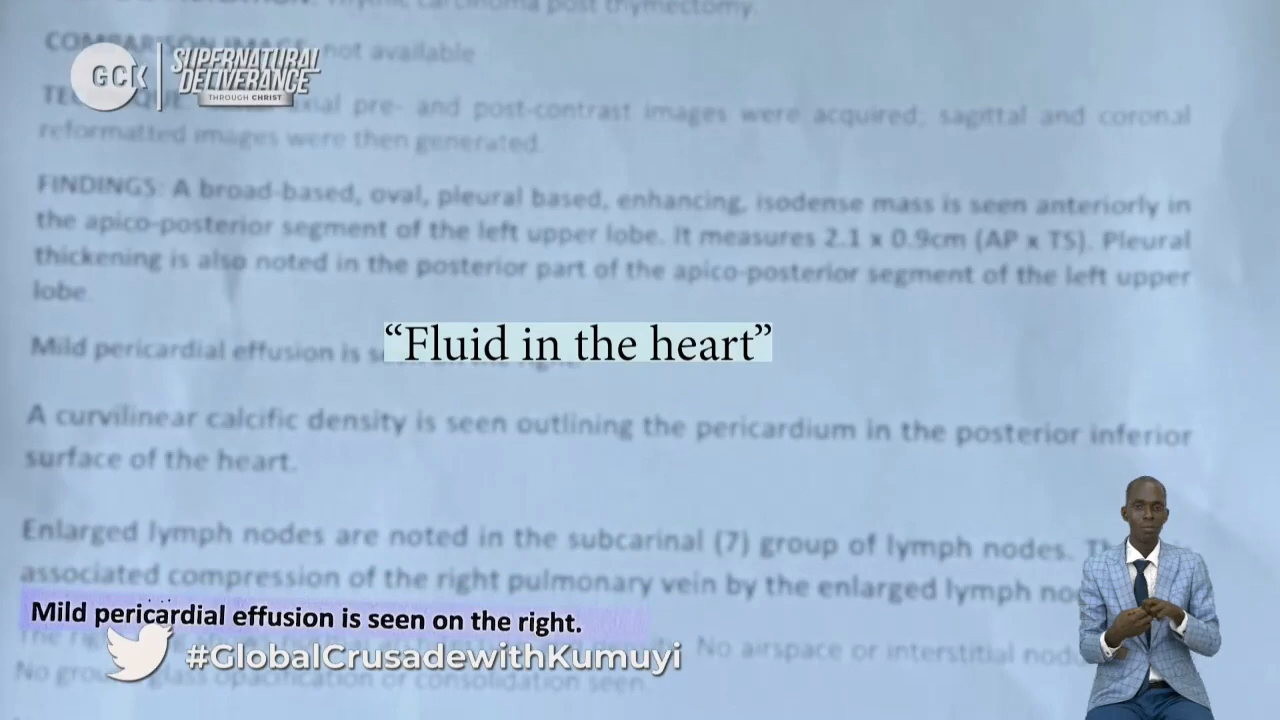 thymectomy.
GCK
SUPERNATURAL
DELIVERANCE
THROUGH CHRIST
not available
axial pre- and post-contrast images were acquired; sagittal and coronal
reformatted images were then generated.
FINDINGS: A broad-based, oval, pleural based, enhancing, isodense mass is seen anteriorly in
the apico-posterior segment of the left upper lobe. It measures 2.1 x 0.9cm (AP x TS). Pleural
thickening is also noted in the posterior part of the apico-posterior segment of the left upper
lobe.
Mild pericardial effusion is
“Fluid in the heart”
A curvilinear calcific density is seen outlining the pericardium in the posterior inferior
surface of the heart.
Enlarged lymph nodes are noted in the subcarinal (7) group of lymph nodes.
associated compression of the right pulmonary vein by the enlarged lymph
Mild pericardial effusion is seen on the right.
No airspace or interstitial
#GlobalCrusadewithKumuyi
opacification or consolidation seen.